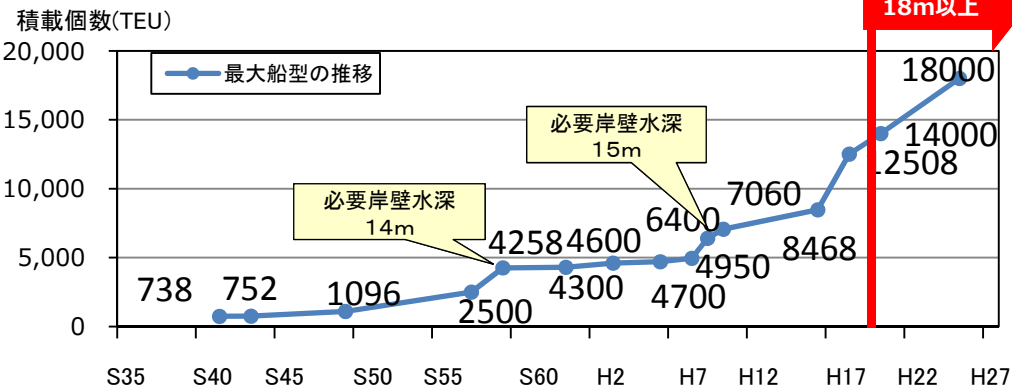 18m以上
積載個数(TEU)
20,000
最大船型の推移
18000
15,000
必要岸壁水深
15m
14000
12508
10,000
7060
必要岸壁水深
14m
6400
8468
4258
4600
5,000
4950
4300
4700
738
752
1096
2500
0
S35
S40
S45
S50
S55
S60
H2
H7
H12
H17
H22
H27